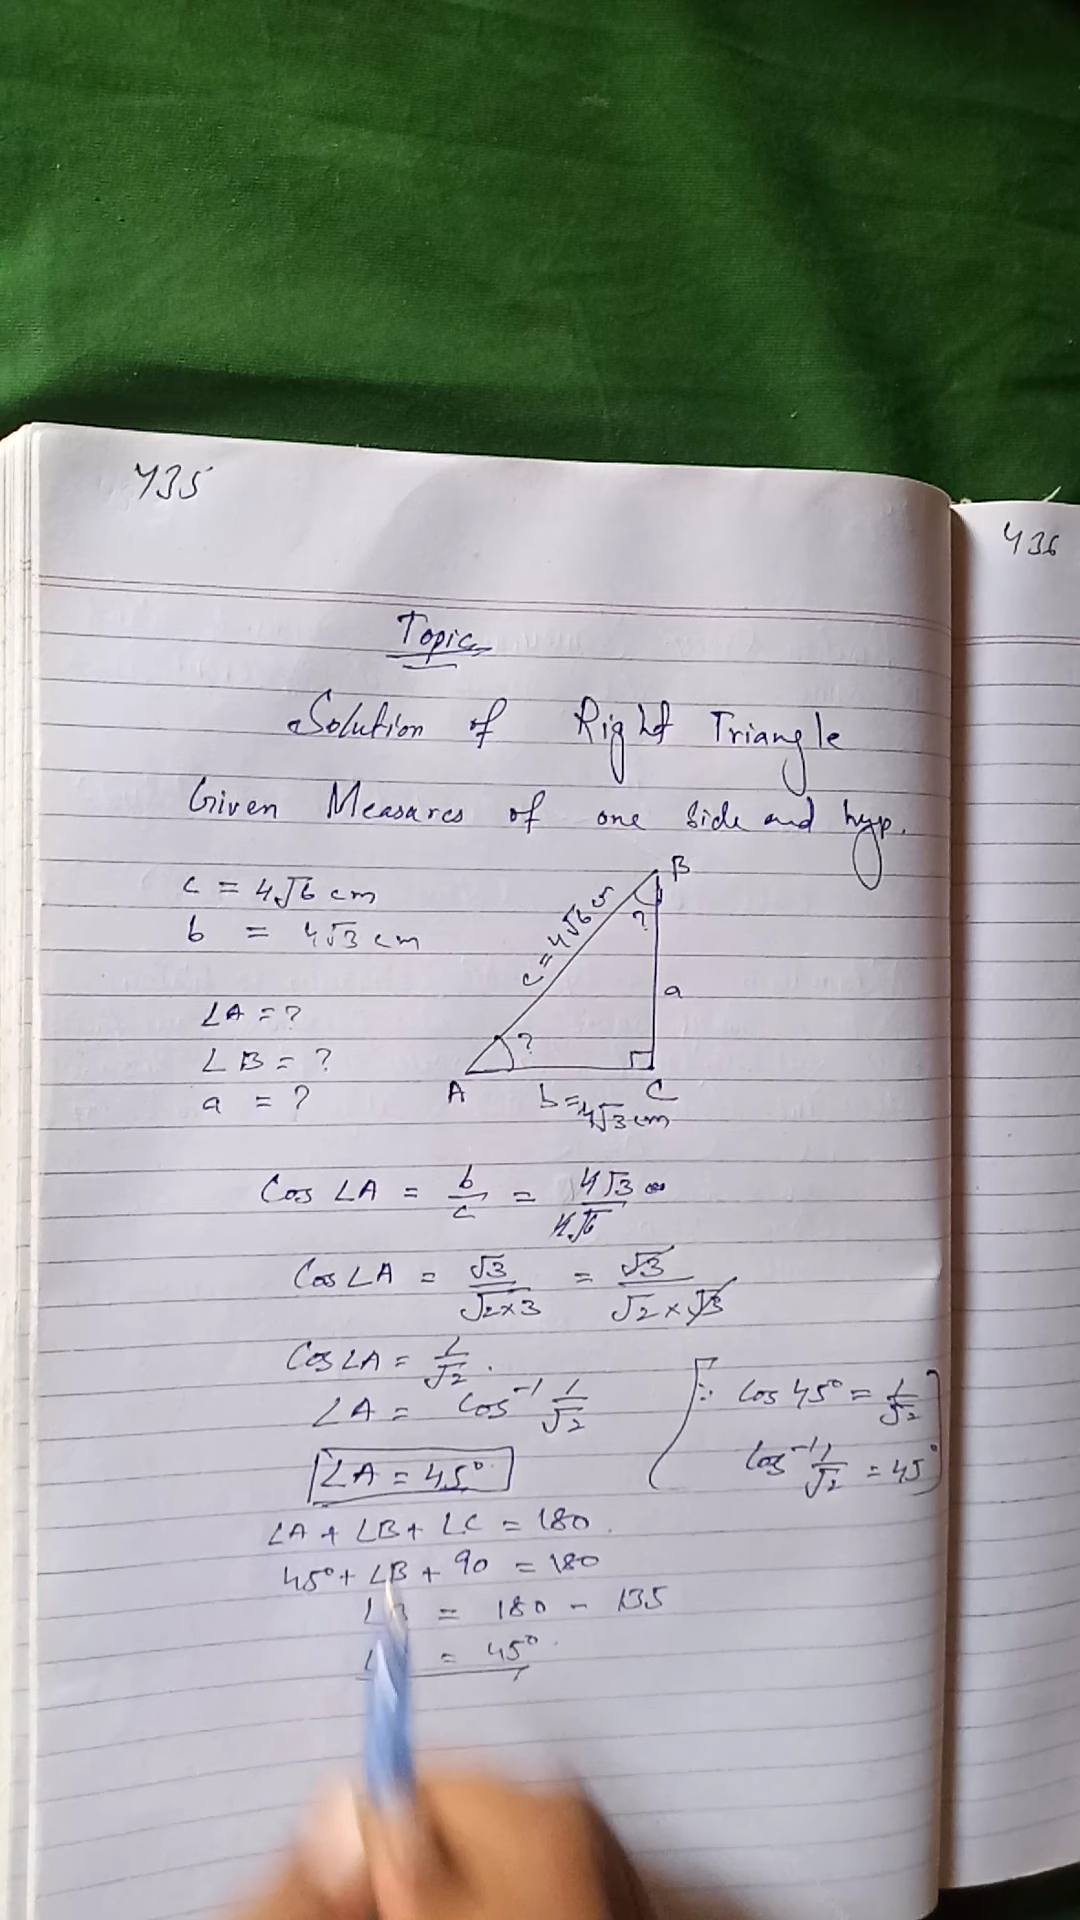 435
436
Topic
Solution of Right Triangle
Given Measures of one side and hyp.
c = 4√6 cm
b = 4√3 cm
∠A = ?
∠B = ?
a = ?
B
?
c = 4√6 cm
a
?
A
C
b = 4√3 cm
Cos ∠A = b/c = 4√3/4√6
Cos ∠A = √3/√2×3 = √3/√2 × √3
Cos ∠A = 1/√2 .
∠A = Cos⁻¹ 1/√2
∠A = 45°
[∵ Cos 45° = 1/√2
Cos⁻¹ 1/√2 = 45°]
∠A + ∠B + ∠C = 180 .
45° + ∠B + 90 = 180
∠B = 180 - 135
= 45° .